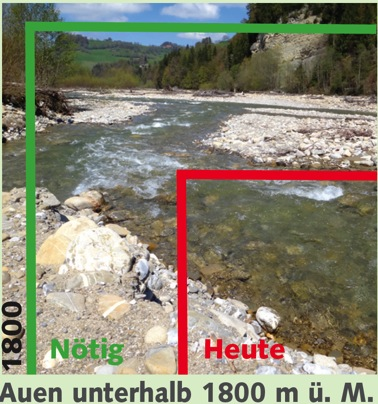 1800
Nötig
Heute
Auen unterhalb 1800 m ü. M.